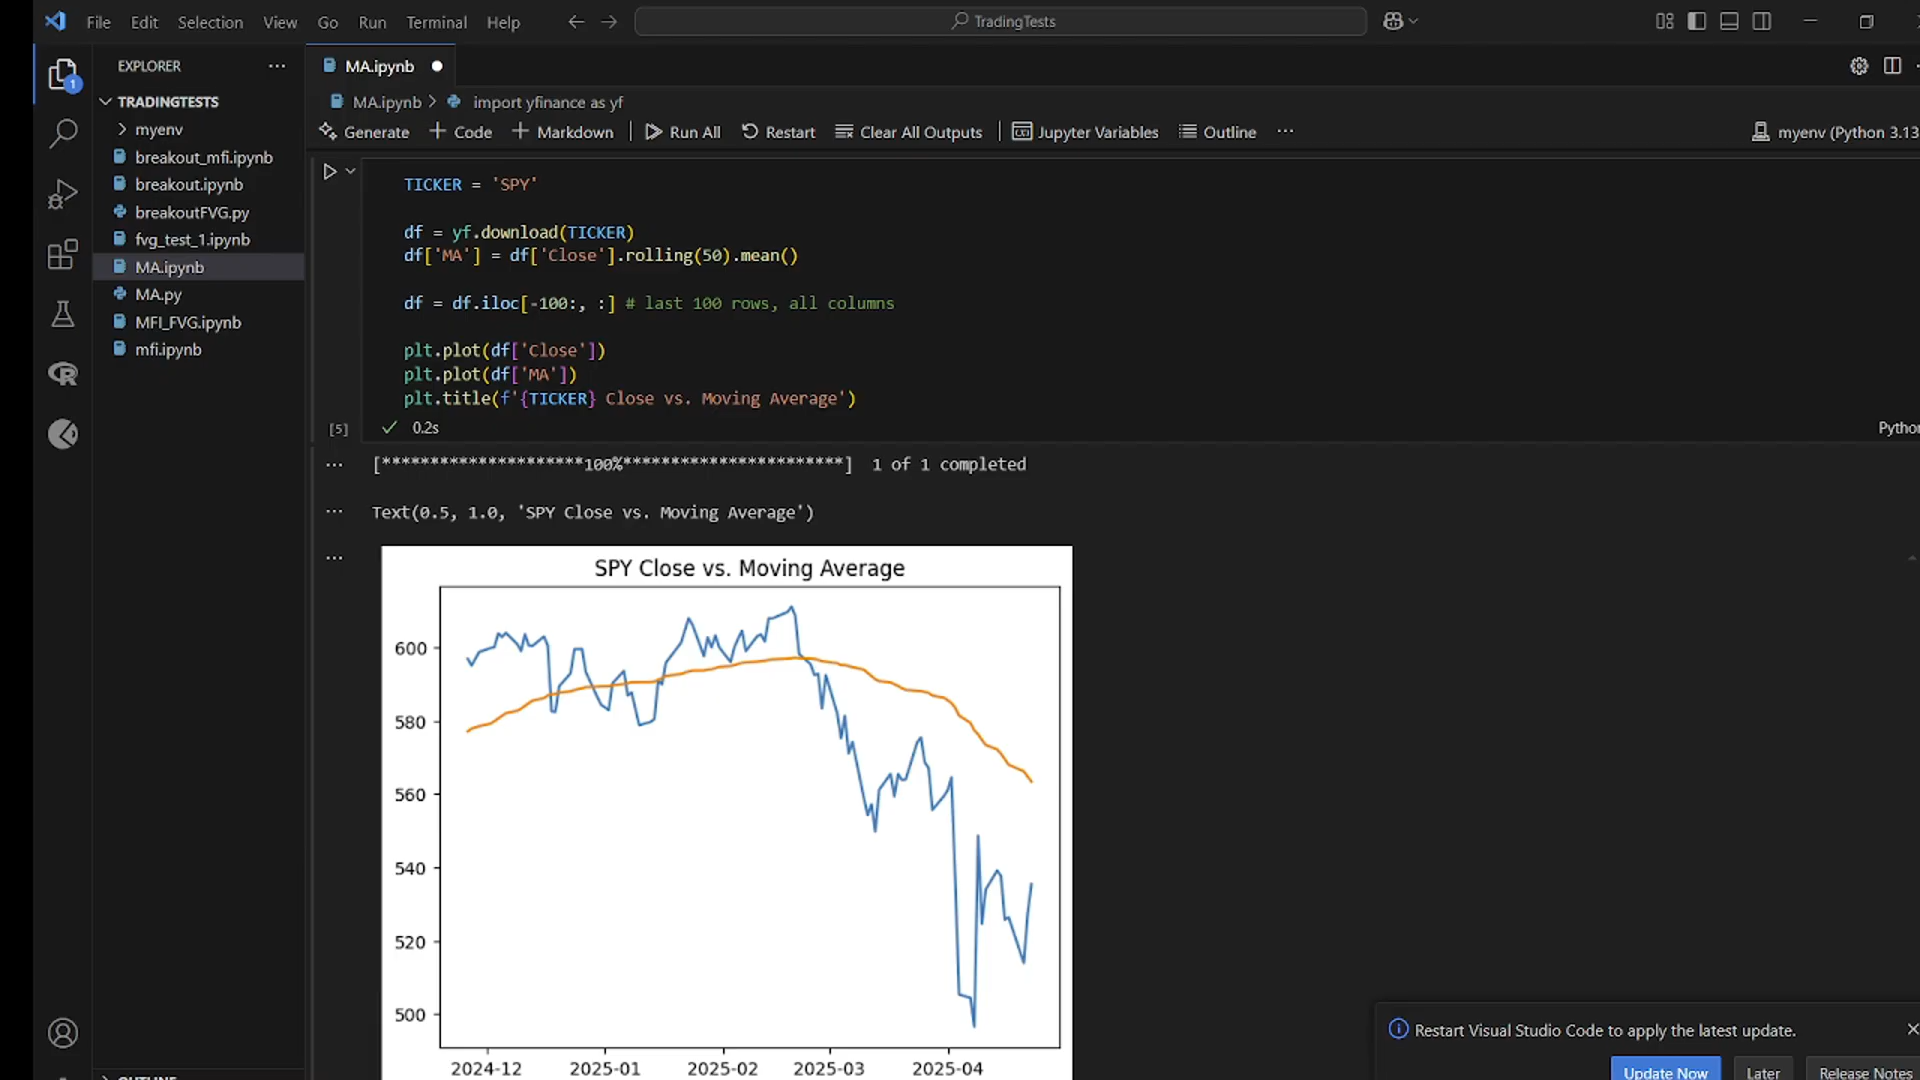 File Edit Selection View Go Run Terminal Help
TradingTests
EXPLORER
TRADINGTESTS
myenv
breakout_mfi.ipynb
breakout.ipynb
breakoutFVG.py
fvg_test_1.ipynb
MA.ipynb
MA.py
MFI_FVG.ipynb
mfi.ipynb
1
MA.ipynb
MA.ipynb > import yfinance as yf
Generate + Code + Markdown Run All Restart Clear All Outputs Jupyter Variables Outline ...
myenv (Python 3.13
TICKER = 'SPY'
df = yf.download(TICKER)
df['MA'] = df['Close'].rolling(50).mean()
df = df.iloc[-100:, :] # last 100 rows, all columns
plt.plot(df['Close'])
plt.plot(df['MA'])
plt.title(f'{TICKER} Close vs. Moving Average')
[5] ✓ 0.2s
[*********************100%***********************] 1 of 1 completed
Text(0.5, 1.0, 'SPY Close vs. Moving Average')
SPY Close vs. Moving Average
600
580
560
540
520
500
2024-12 2025-01 2025-02 2025-03 2025-04
Restart Visual Studio Code to apply the latest update.
Update Now Later Release Notes